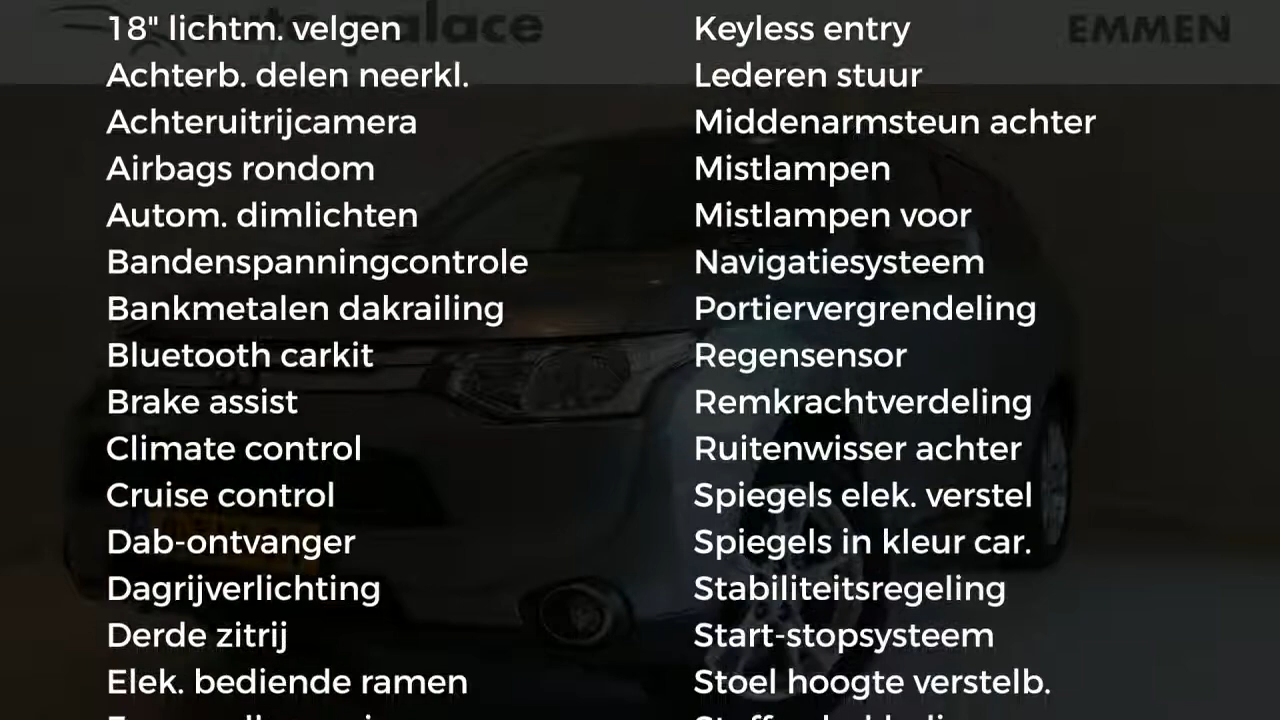 auto palace
EMMEN
18" lichtm. velgen
Achterb. delen neerkl.
Achteruitrijcamera
Airbags rondom
Autom. dimlichten
Bandenspanningcontrole
Bankmetalen dakrailing
Bluetooth carkit
Brake assist
Climate control
Cruise control
Dab-ontvanger
Dagrijverlichting
Derde zitrij
Elek. bediende ramen
Keyless entry
Lederen stuur
Middenarmsteun achter
Mistlampen
Mistlampen voor
Navigatiesysteem
Portiervergrendeling
Regensensor
Remkrachtverdeling
Ruitenwisser achter
Spiegels elek. verstel
Spiegels in kleur car.
Stabiliteitsregeling
Start-stopsysteem
Stoel hoogte verstelb.